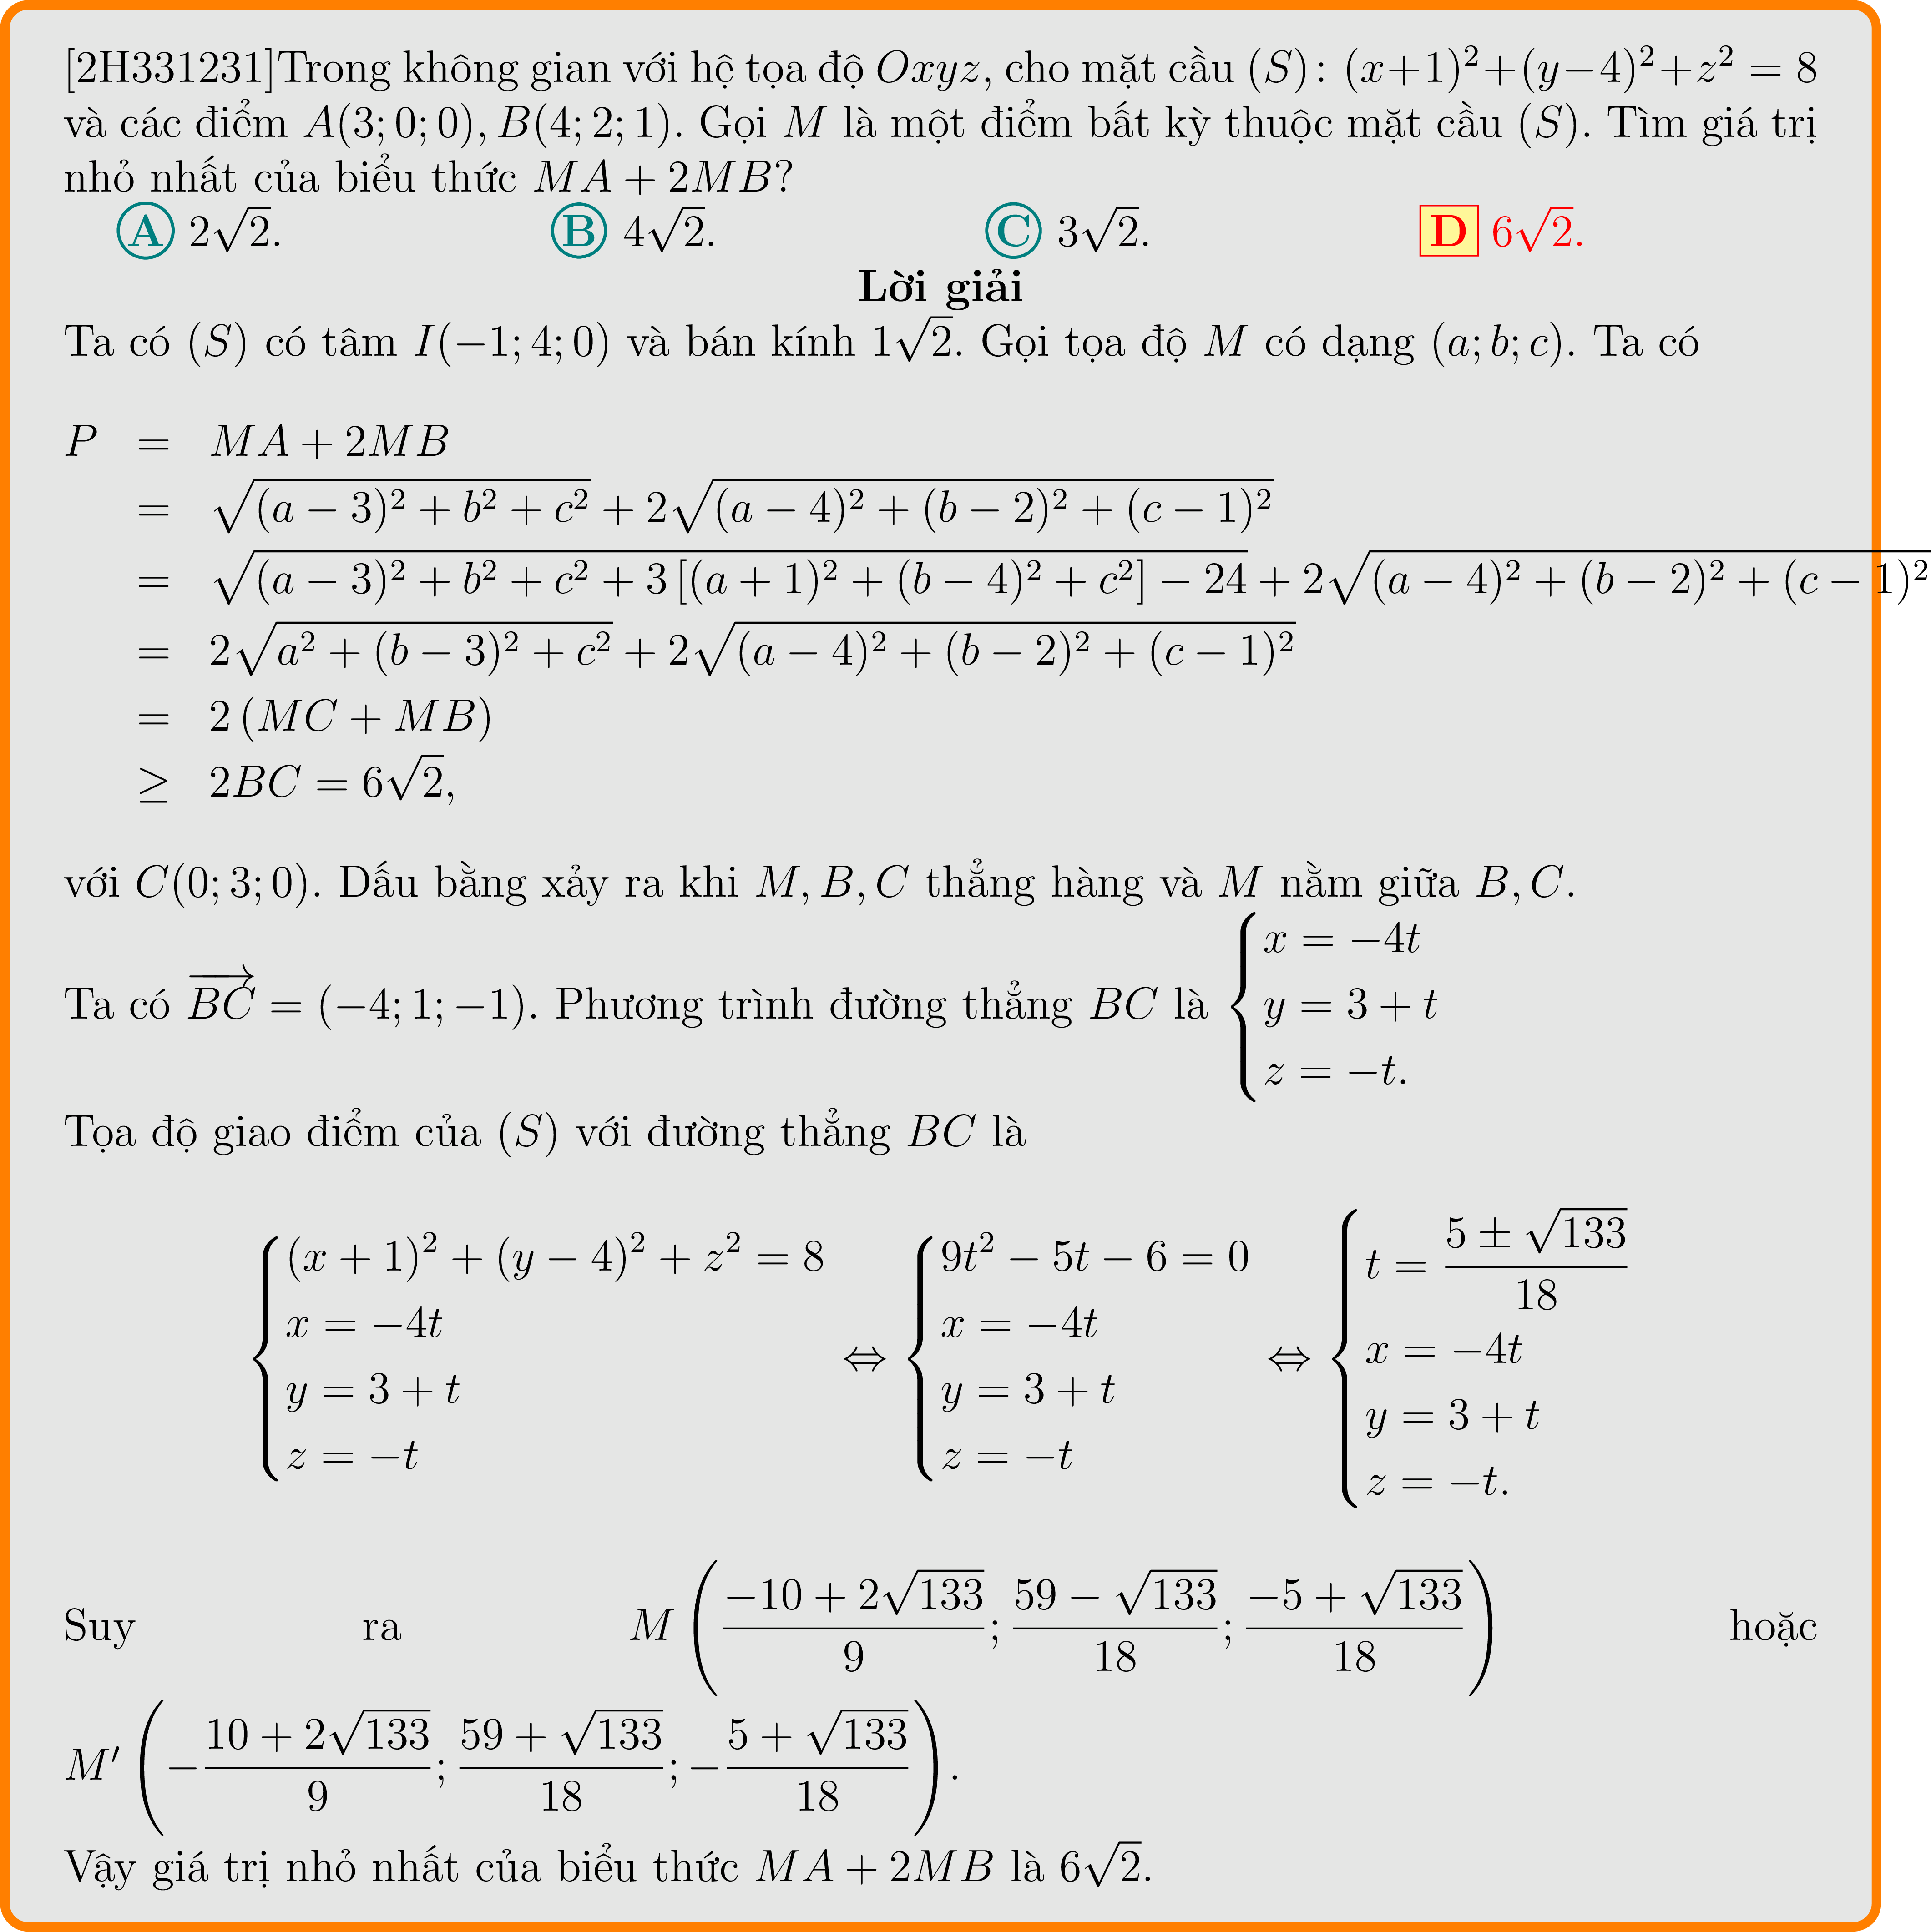 [2H331231]Trong không gian với hệ tọa độ $Oxyz$, cho mặt cầu $(S)\colon (x+1)^2+(y-4)^2+z^2=8$
và các điểm $A(3;0;0), B(4;2;1)$. Gọi $M$ là một điểm bất kỳ thuộc mặt cầu $(S)$. Tìm giá trị
nhỏ nhất của biểu thức $MA+2MB$?
A $2\sqrt{2}$. B $4\sqrt{2}$. C $3\sqrt{2}$. D $6\sqrt{2}$.
Lời giải
Ta có $(S)$ có tâm $I(-1;4;0)$ và bán kính $1\sqrt{2}$. Gọi tọa độ $M$ có dạng $(a;b;c)$. Ta có
$P = MA+2MB$
$= \sqrt{(a-3)^2+b^2+c^2}+2\sqrt{(a-4)^2+(b-2)^2+(c-1)^2}$
$= \sqrt{(a-3)^2+b^2+c^2+3\left[(a+1)^2+(b-4)^2+c^2\right]-24}+2\sqrt{(a-4)^2+(b-2)^2+(c-1)^2}$
$= 2\sqrt{a^2+(b-3)^2+c^2}+2\sqrt{(a-4)^2+(b-2)^2+(c-1)^2}$
$= 2\left(MC+MB\right)$
$\geq 2BC=6\sqrt{2},$
với $C(0;3;0)$. Dấu bằng xảy ra khi $M,B,C$ thẳng hàng và $M$ nằm giữa $B,C$.
Ta có $\overrightarrow{BC}=(-4;1;-1)$. Phương trình đường thẳng $BC$ là $\begin{cases}x=-4t\\y=3+t\\z=-t.\end{cases}$
Tọa độ giao điểm của $(S)$ với đường thẳng $BC$ là
$\begin{cases}(x+1)^2+(y-4)^2+z^2=8\\x=-4t\\y=3+t\\z=-t\end{cases}\Leftrightarrow\begin{cases}9t^2-5t-6=0\\x=-4t\\y=3+t\\z=-t\end{cases}\Leftrightarrow\begin{cases}t=\dfrac{5\pm\sqrt{133}}{18}\\x=-4t\\y=3+t\\z=-t.\end{cases}$
Suy ra $M\left(\dfrac{-10+2\sqrt{133}}{9};\dfrac{59-\sqrt{133}}{18};\dfrac{-5+\sqrt{133}}{18}\right)$ hoặc
$M'\left(-\dfrac{10+2\sqrt{133}}{9};\dfrac{59+\sqrt{133}}{18};-\dfrac{5+\sqrt{133}}{18}\right)$.
Vậy giá trị nhỏ nhất của biểu thức $MA+2MB$ là $6\sqrt{2}$.